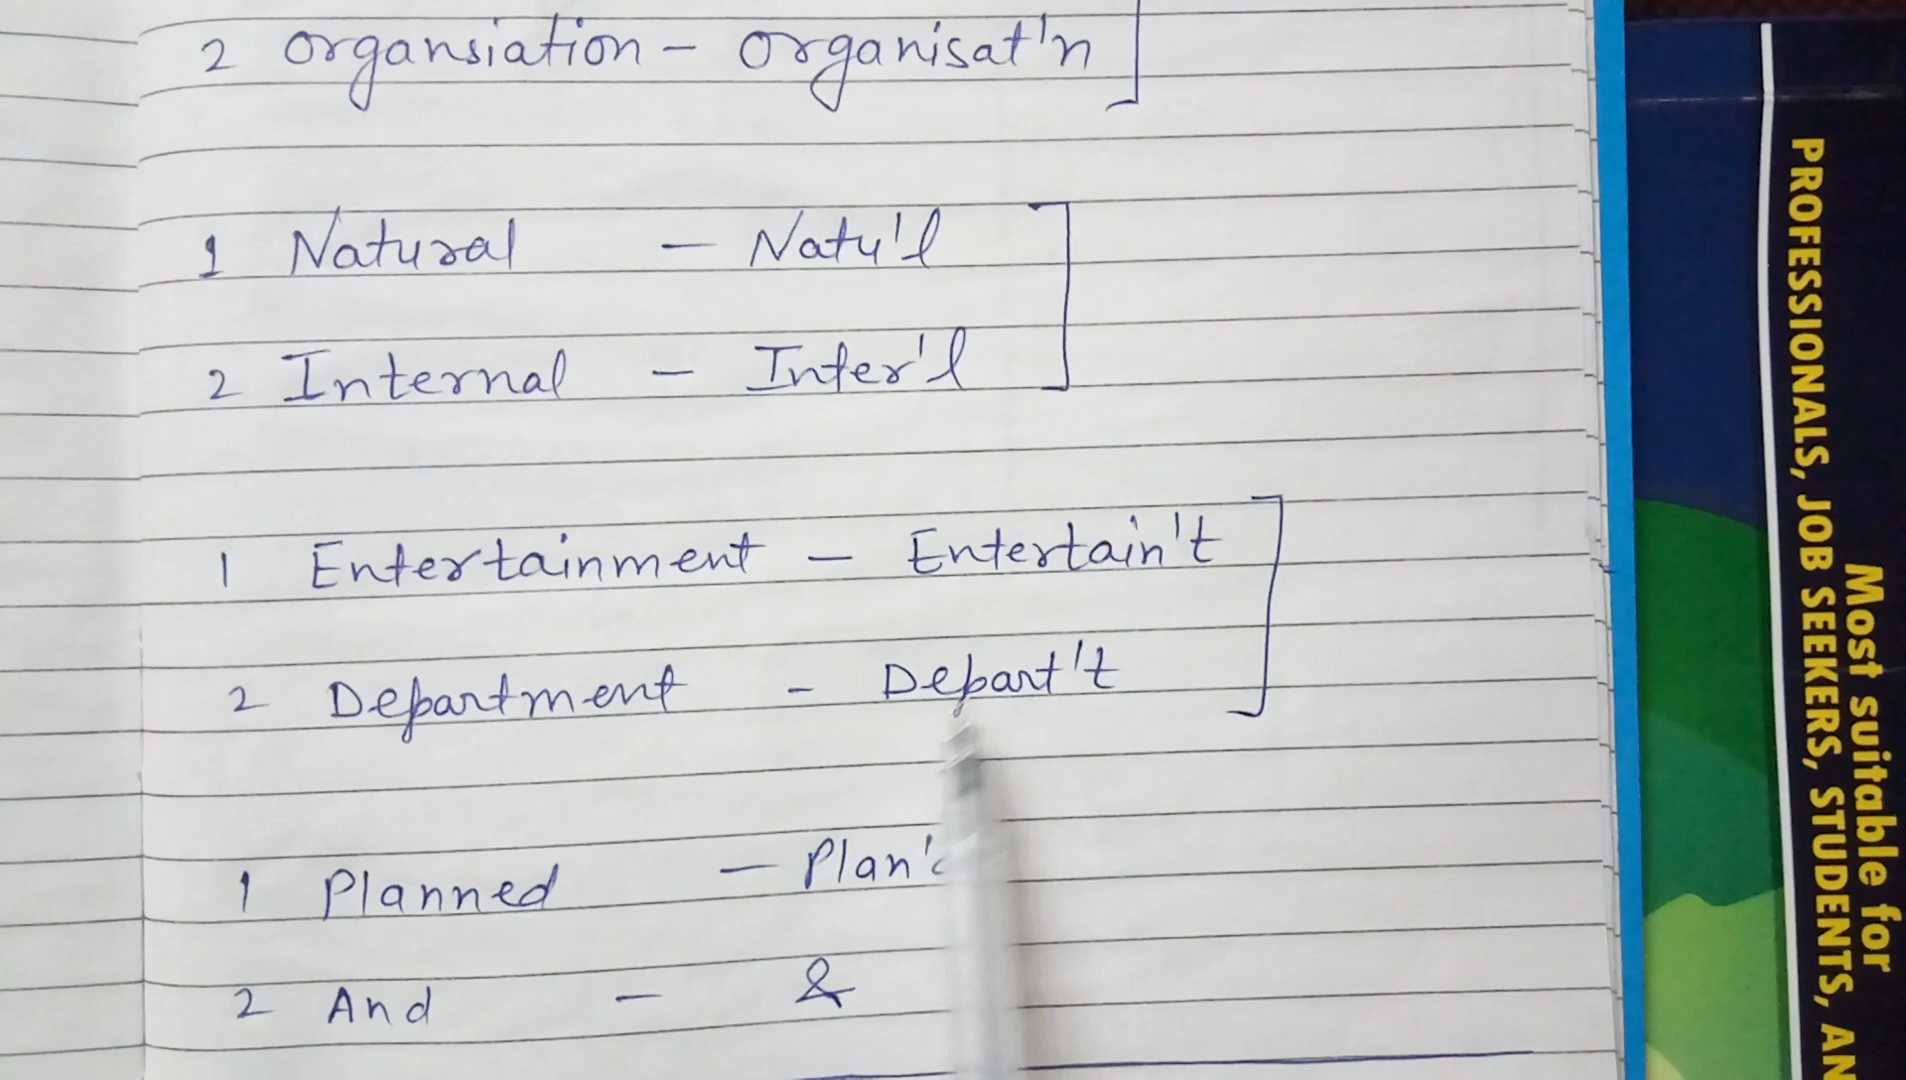 2 Organsiation - Organisat'n
1 Natural - Natu'l
2 Internal - Inter'l
1 Entertainment - Entertain't
2 Department - Depart't
1 Planned - Plan'
2 And - &
Most suitable for
PROFESSIONALS, JOB SEEKERS, STUDENTS, AN